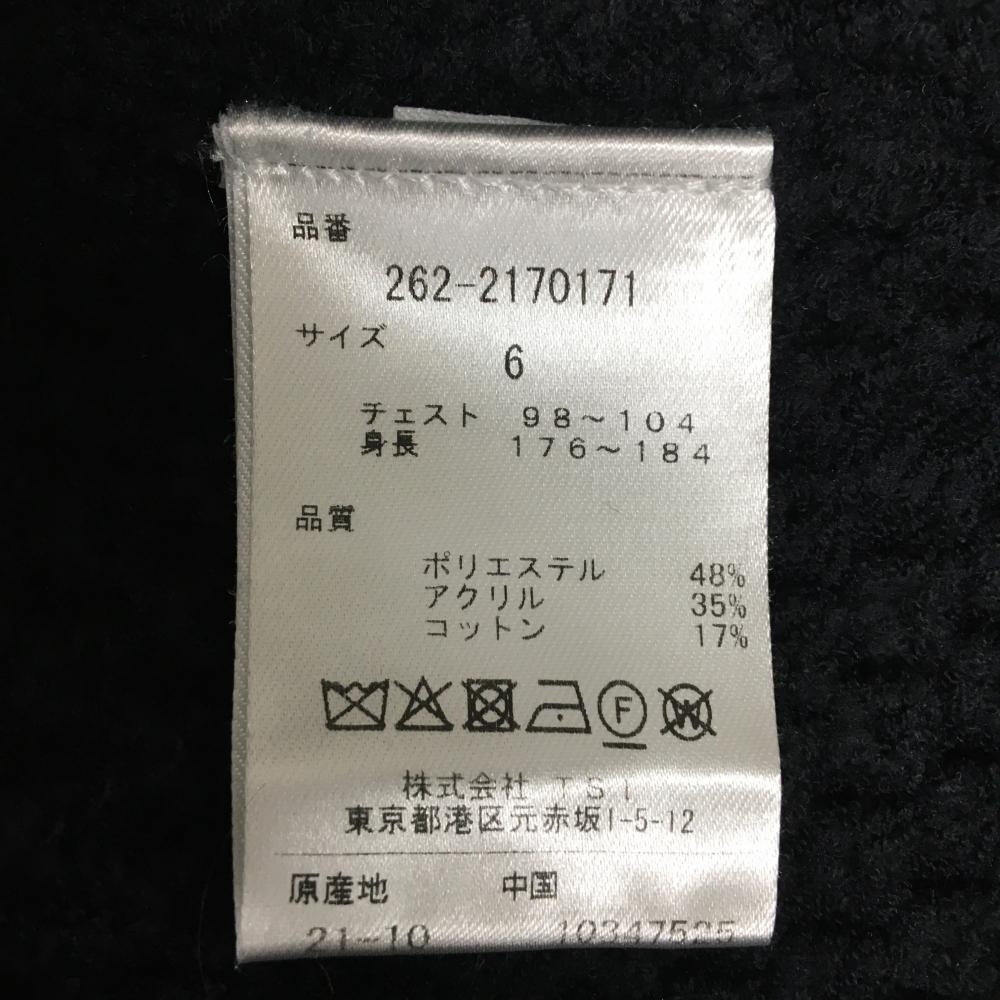 品番
262-2170171
サイズ
6
チェスト 98~104
身長 176~184
品質
ポリエステル 48%
アクリル 35%
コットン 17%
F W
株式会社 TSI
東京都港区元赤坂1-5-12
原産地 中国
21-10 10347525